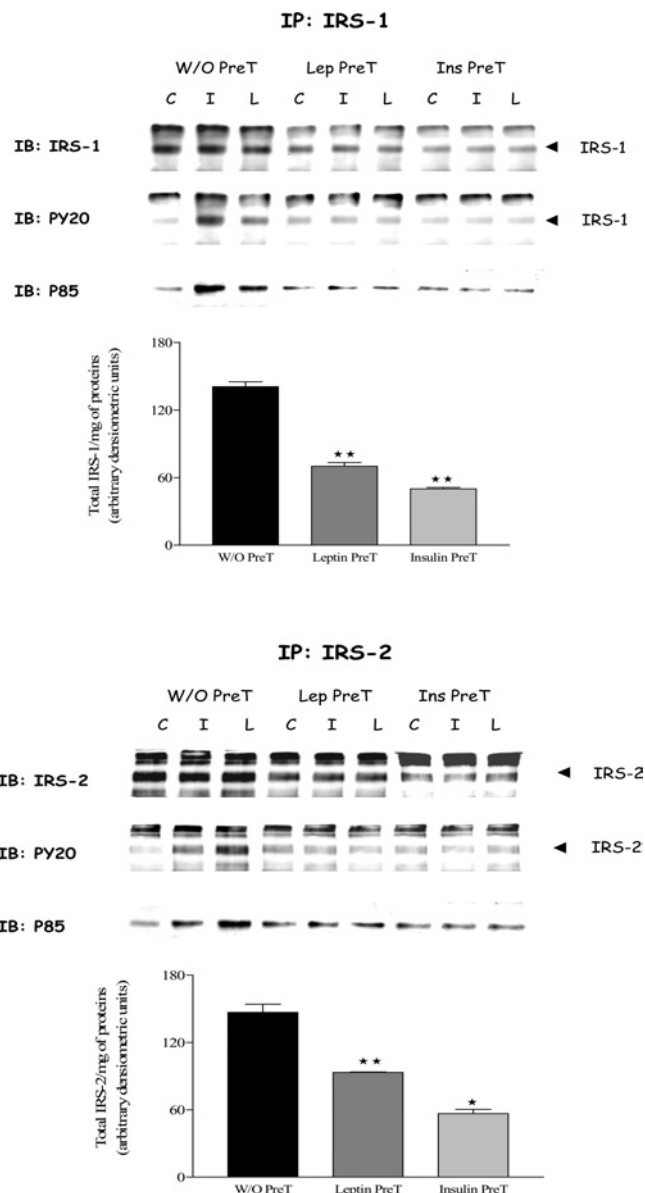 IP: IRS-1
W/O PreT Lep PreT Ins PreT
C I L C I L C I L
IB: IRS-1 ◄ IRS-1
IB: PY20 ◄ IRS-1
IB: P85
Total IRS-1/mg of proteins
(arbitrary densiometric units)
180
120
60
0
★★
★★
W/O PreT Leptin PreT Insulin PreT
IP: IRS-2
W/O PreT Lep PreT Ins PreT
C I L C I L C I L
IB: IRS-2 ◄ IRS-2
IB: PY20 ◄ IRS-2
IB: P85
Total IRS-2/mg of proteins
(arbitrary densiometric units)
180
120
60
0
★★
★
W/O PreT Leptin PreT Insulin PreT